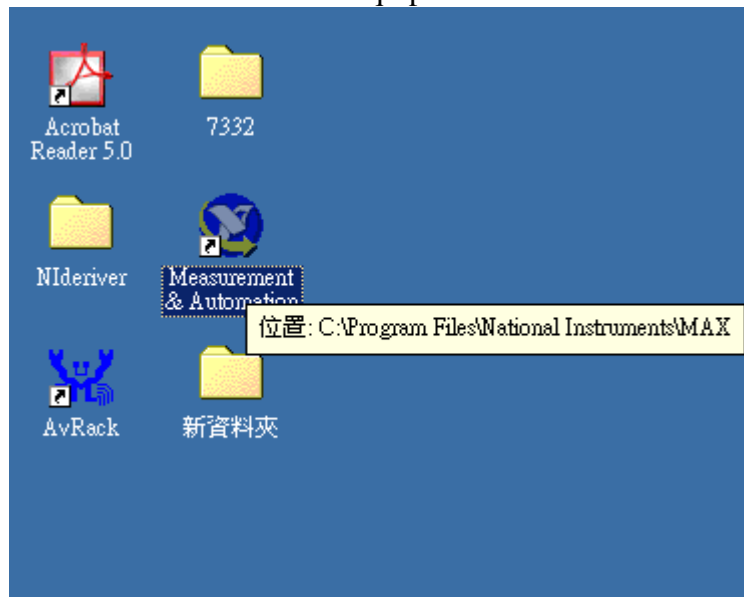 Acrobat
Reader 5.0
7332
NIderiver
Measurement
& Automation
位置: C:\Program Files\National Instruments\MAX
AvRack
新資料夾